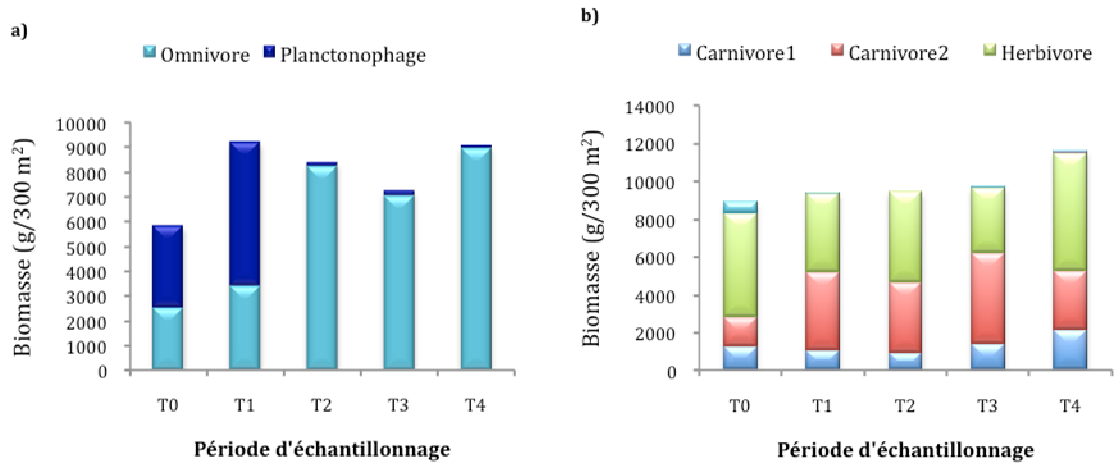 a)
Omnivore Planctonophage
Biomasse (g/300 m²)
10000
9000
8000
7000
6000
5000
4000
3000
2000
1000
0
T0 T1 T2 T3 T4
Période d'échantillonnage
b)
Carnivore1 Carnivore2 Herbivore
Biomasse (g/300 m²)
14000
12000
10000
8000
6000
4000
2000
0
T0 T1 T2 T3 T4
Période d'échantillonnage